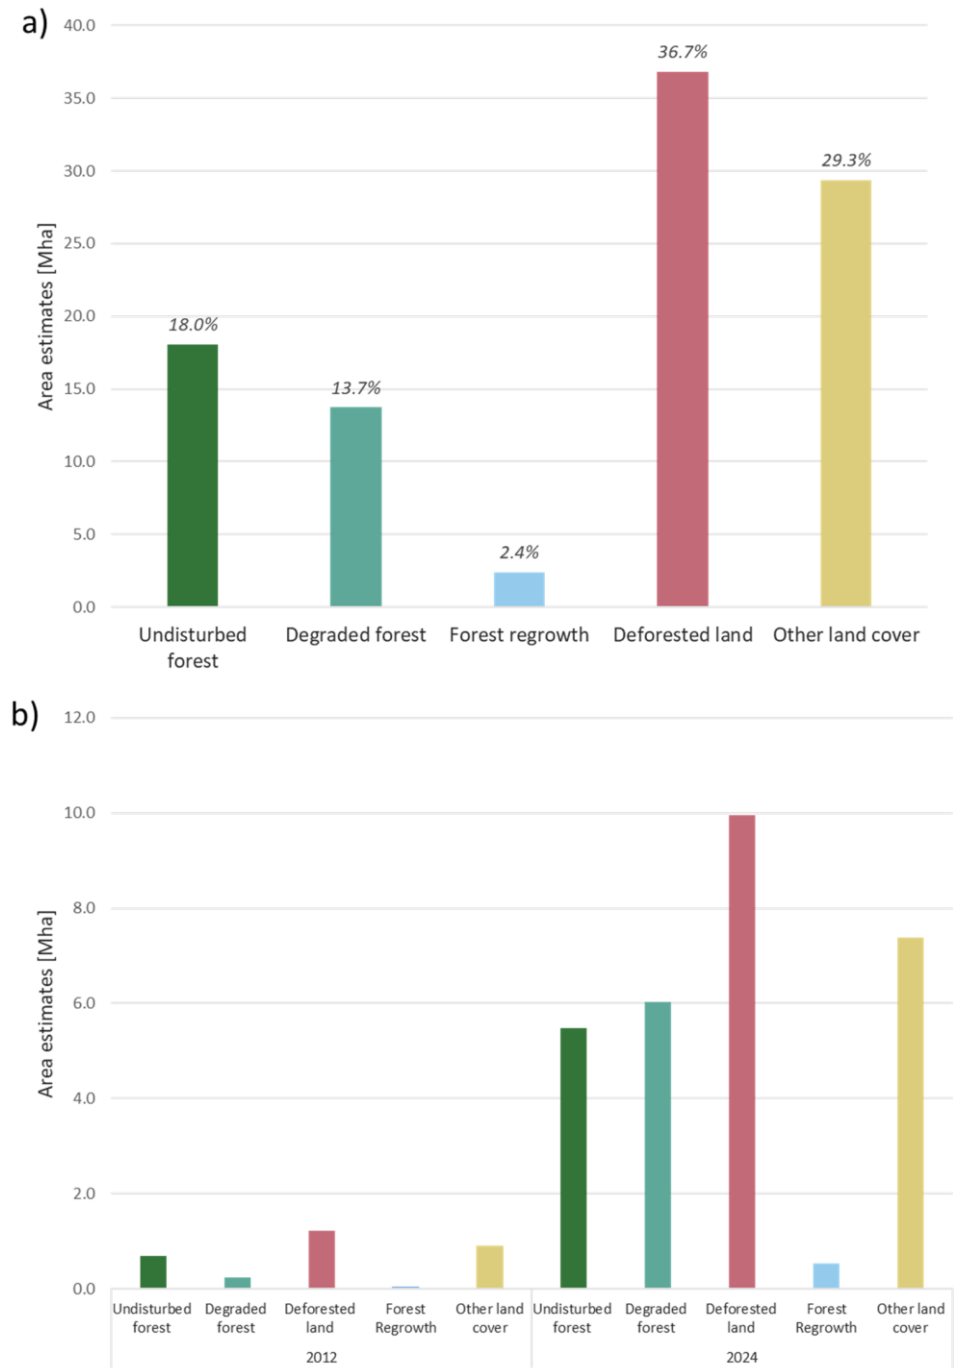 a)
40.0
36.7%
35.0
30.0
29.3%
25.0
Area estimates [Mha]
20.0
18.0%
15.0
13.7%
10.0
5.0
2.4%
0.0
Undisturbed forest
Degraded forest
Forest regrowth
Deforested land
Other land cover
b)
12.0
10.0
8.0
Area estimates [Mha]
6.0
4.0
2.0
0.0
Undisturbed forest
Degraded forest
Deforested land
Forest Regrowth
Other land cover
Undisturbed forest
Degraded forest
Deforested land
Forest Regrowth
Other land cover
2012
2024